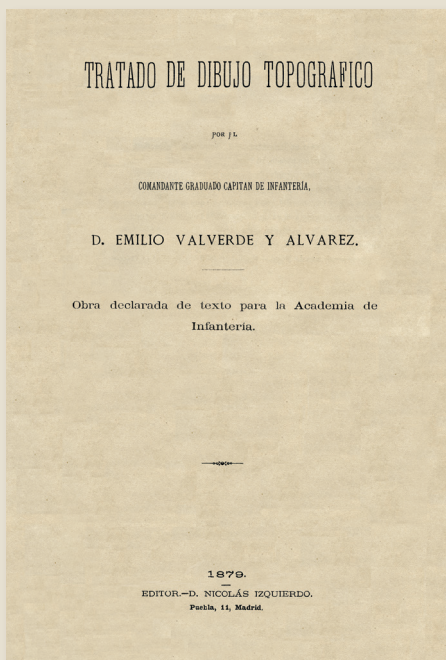 TRATADO DE DIBUJO TOPOGRAFICO
POR EL
COMANDANTE GRADUADO CAPITAN DE INFANTERÍA,
D. EMILIO VALVERDE Y ALVAREZ.
Obra declarada de texto para la Academia de
Infantería.
1879.
EDITOR.—D. NICOLÁS IZQUIERDO.
Puebla, 11, Madrid.